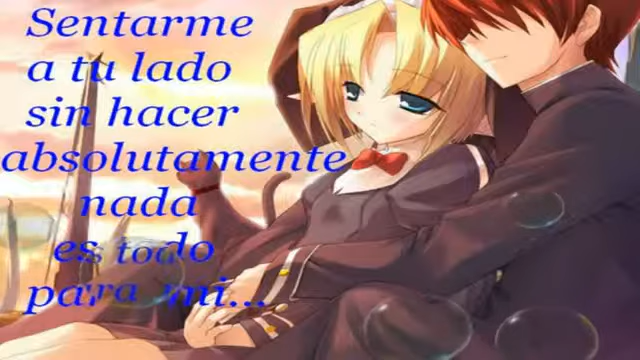 Sentarme
a tu lado
sin hacer
absolutamente
nada
es todo
para mi...